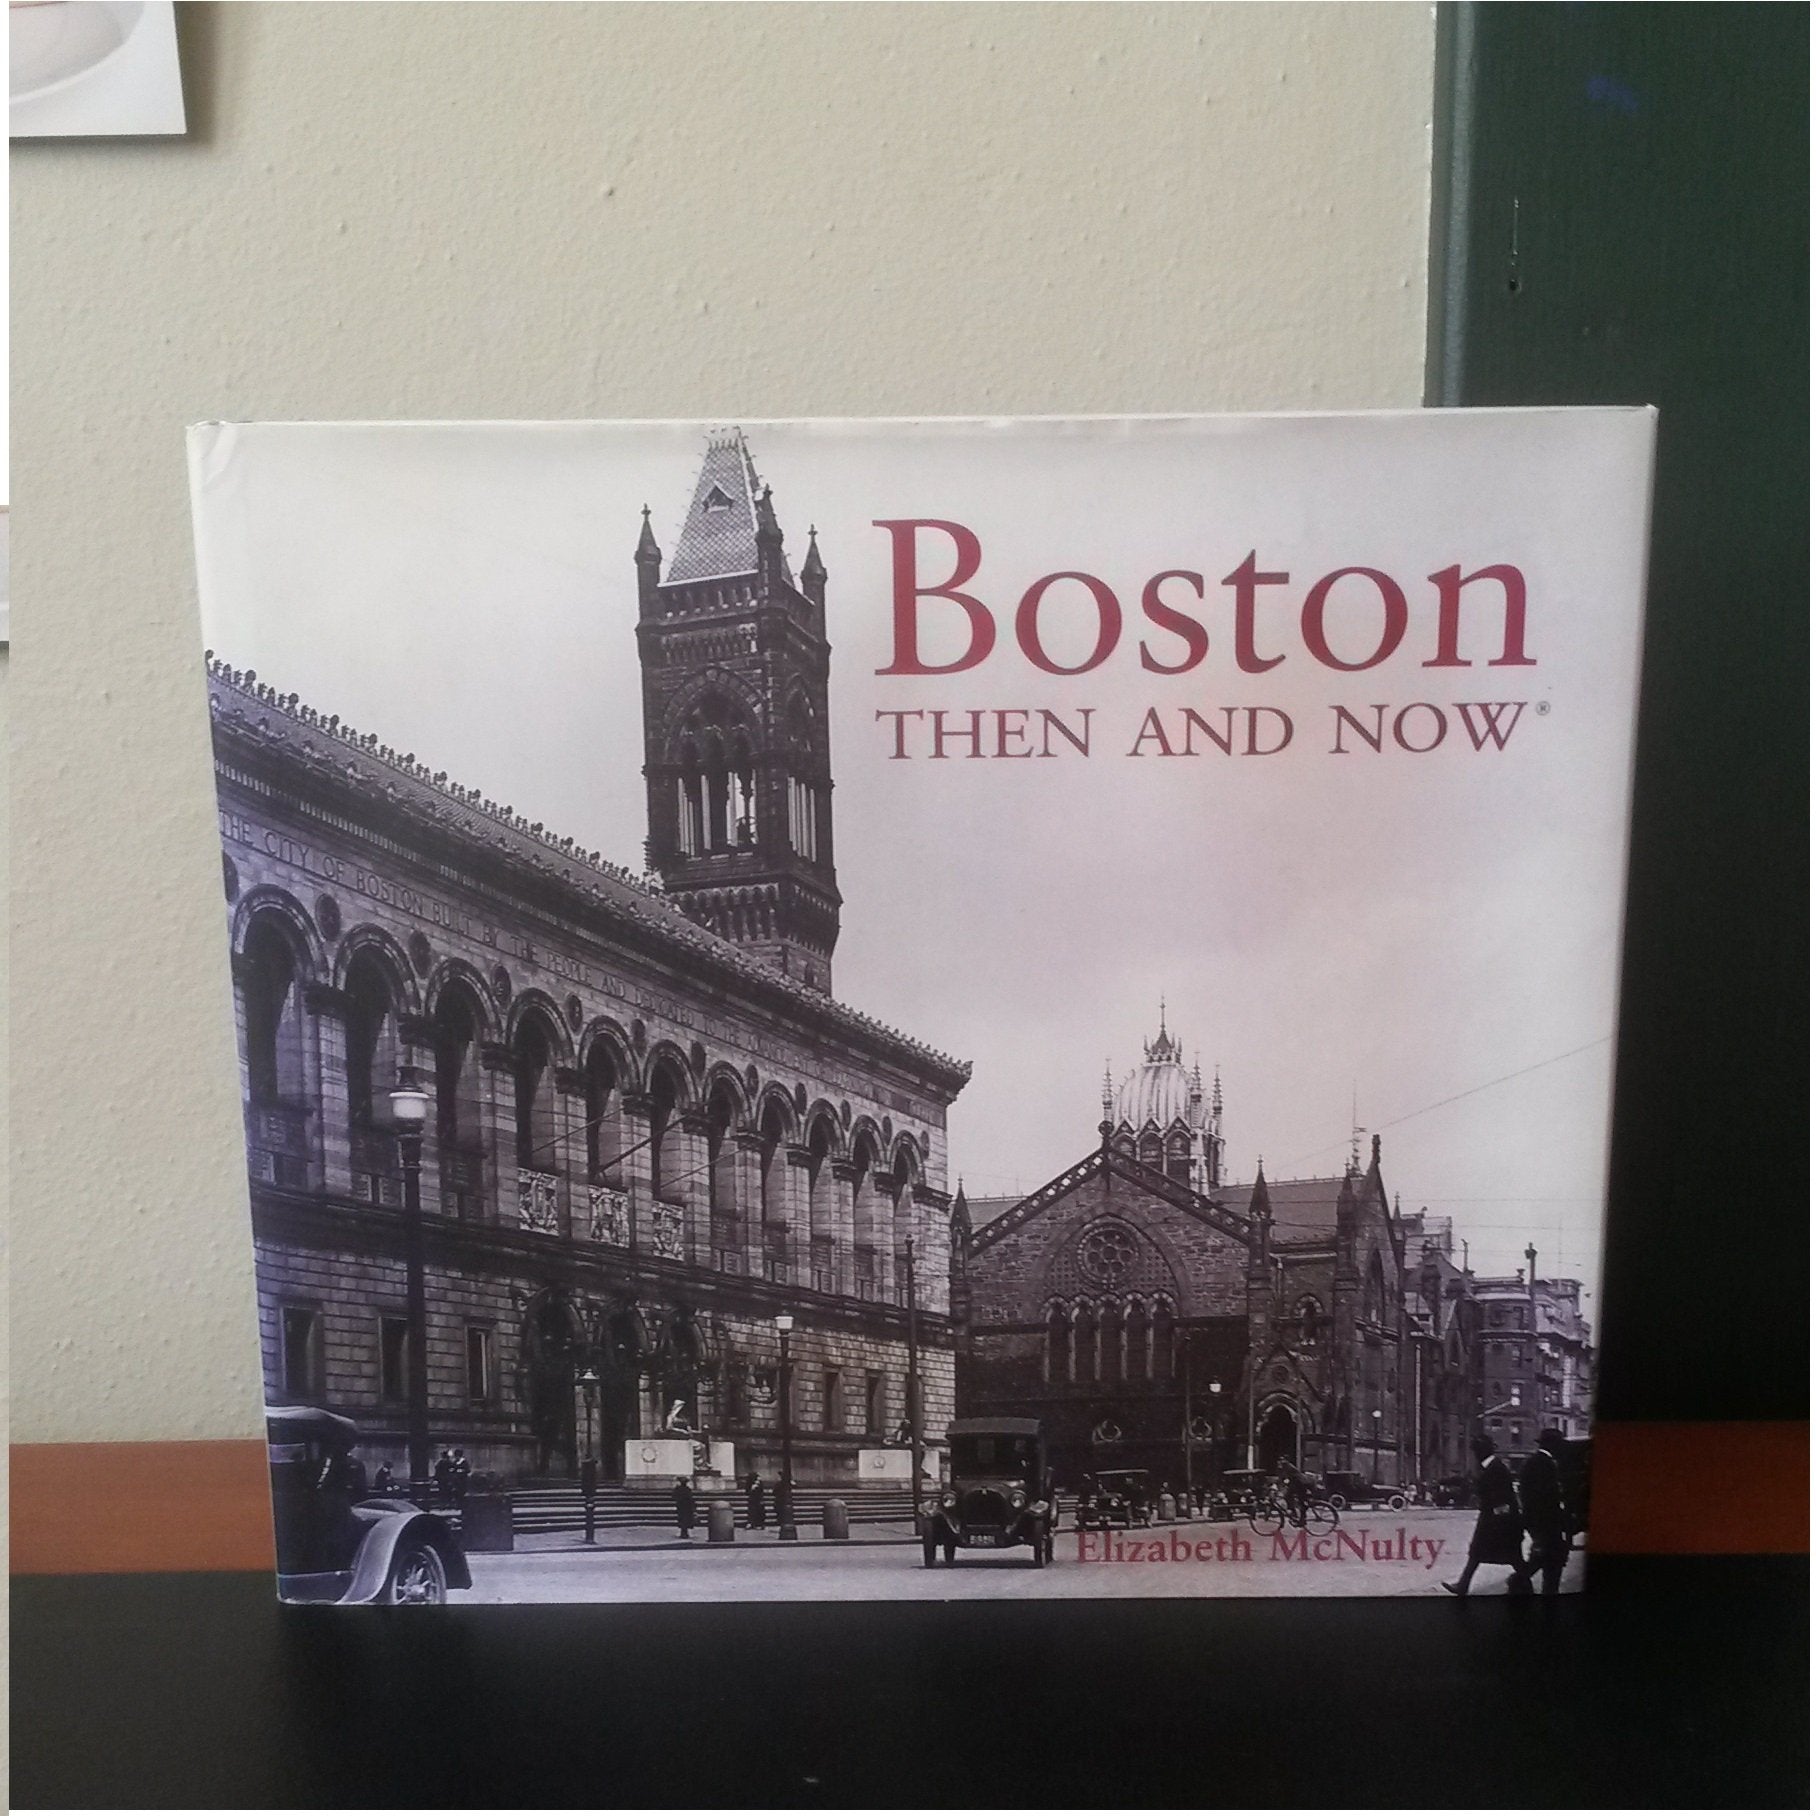 Boston
THEN AND NOW®
THE CITY OF BOSTON BUILT BY THE PEOPLE AND DEDICATED TO THE
Elizabeth McNulty